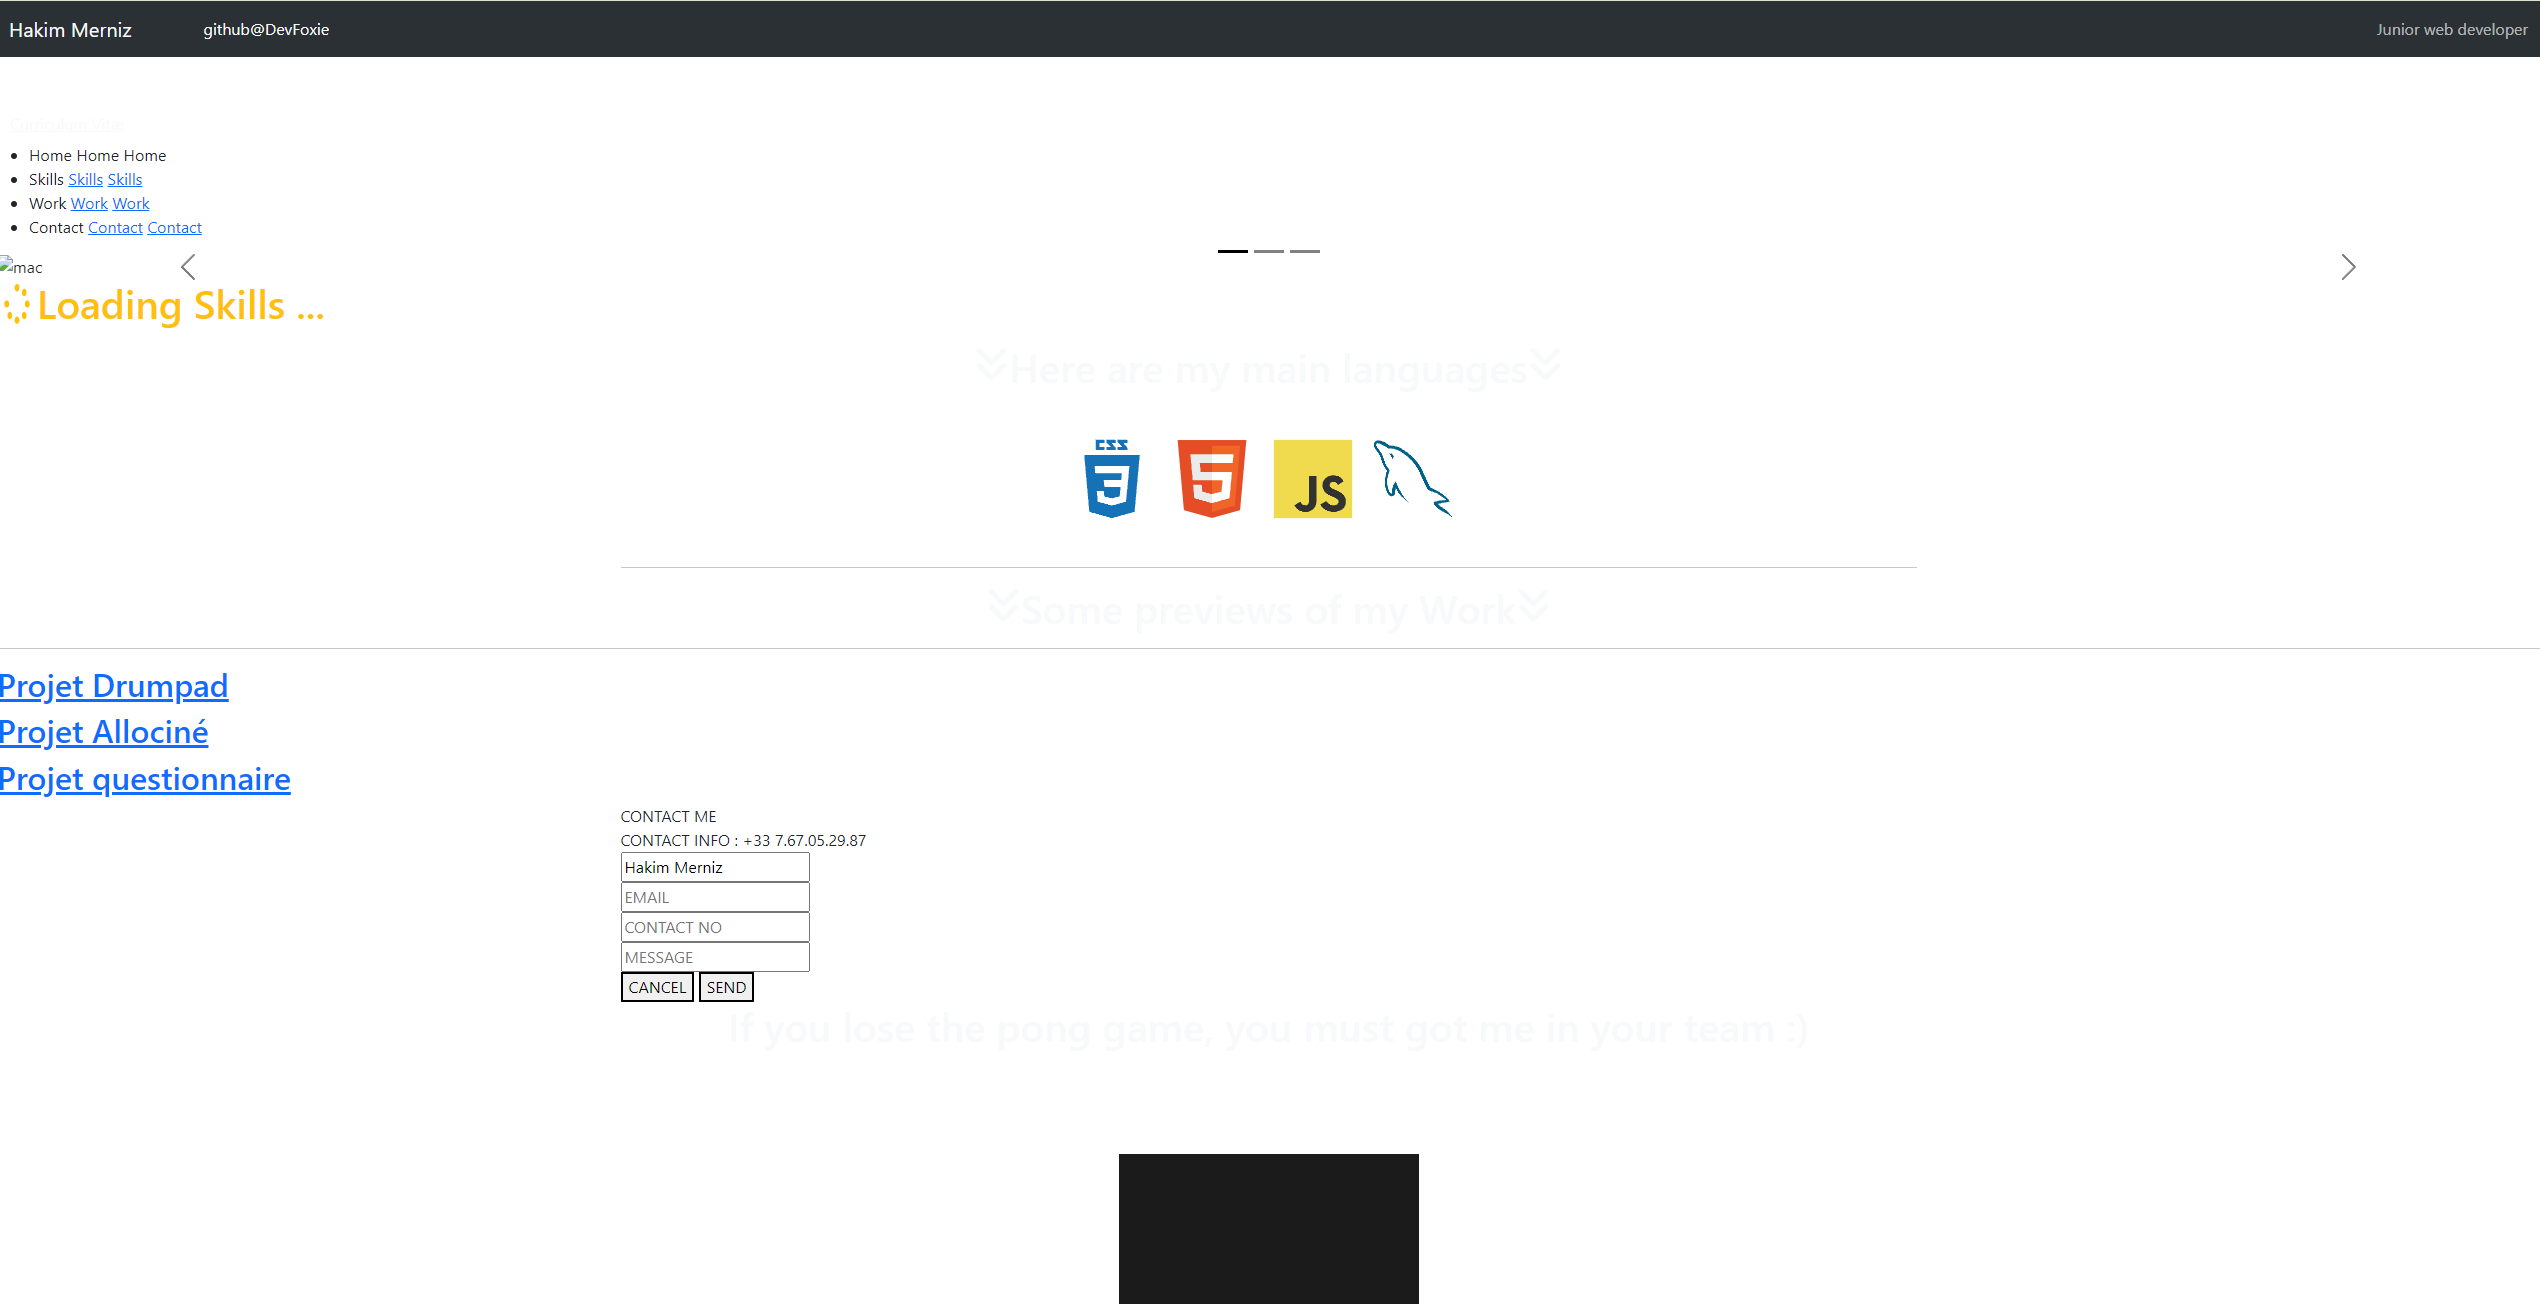 Hakim Merniz github@DevFoxie Junior web developer
Curriculum Vitae
Home Home Home
Skills Skills Skills
Work Work Work
Contact Contact Contact
mac
Loading Skills ...
Here are my main languages
CSS
3 5 JS
Some previews of my Work
Projet Drumpad
Projet Allociné
Projet questionnaire
CONTACT ME
CONTACT INFO : +33 7.67.05.29.87
Hakim Merniz
EMAIL
CONTACT NO
MESSAGE
CANCEL SEND
If you lose the pong game, you must got me in your team :)